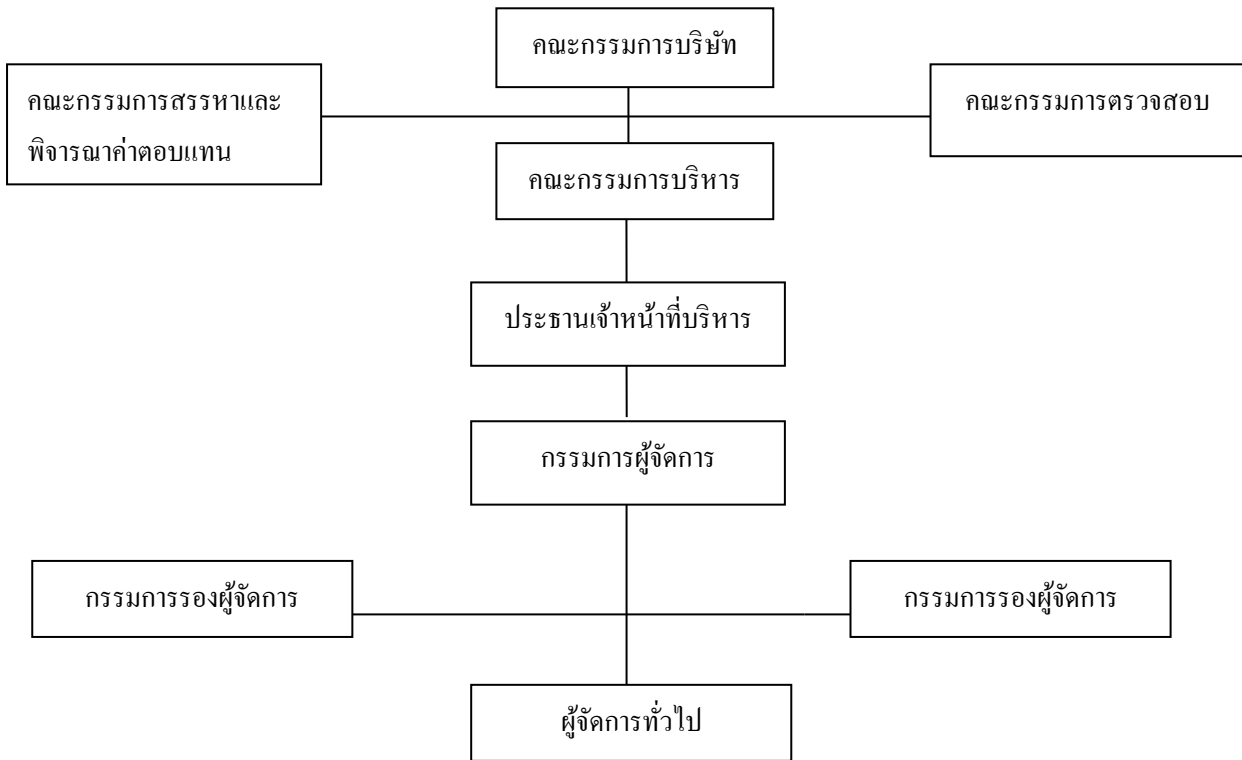 คณะกรรมการบริษัท
คณะกรรมการสรรหาและ
พิจารณาค่าตอบแทน
คณะกรรมการตรวจสอบ
คณะกรรมการบริหาร
ประธานเจ้าหน้าที่บริหาร
กรรมการผู้จัดการ
กรรมการรองผู้จัดการ
กรรมการรองผู้จัดการ
ผู้จัดการทั่วไป